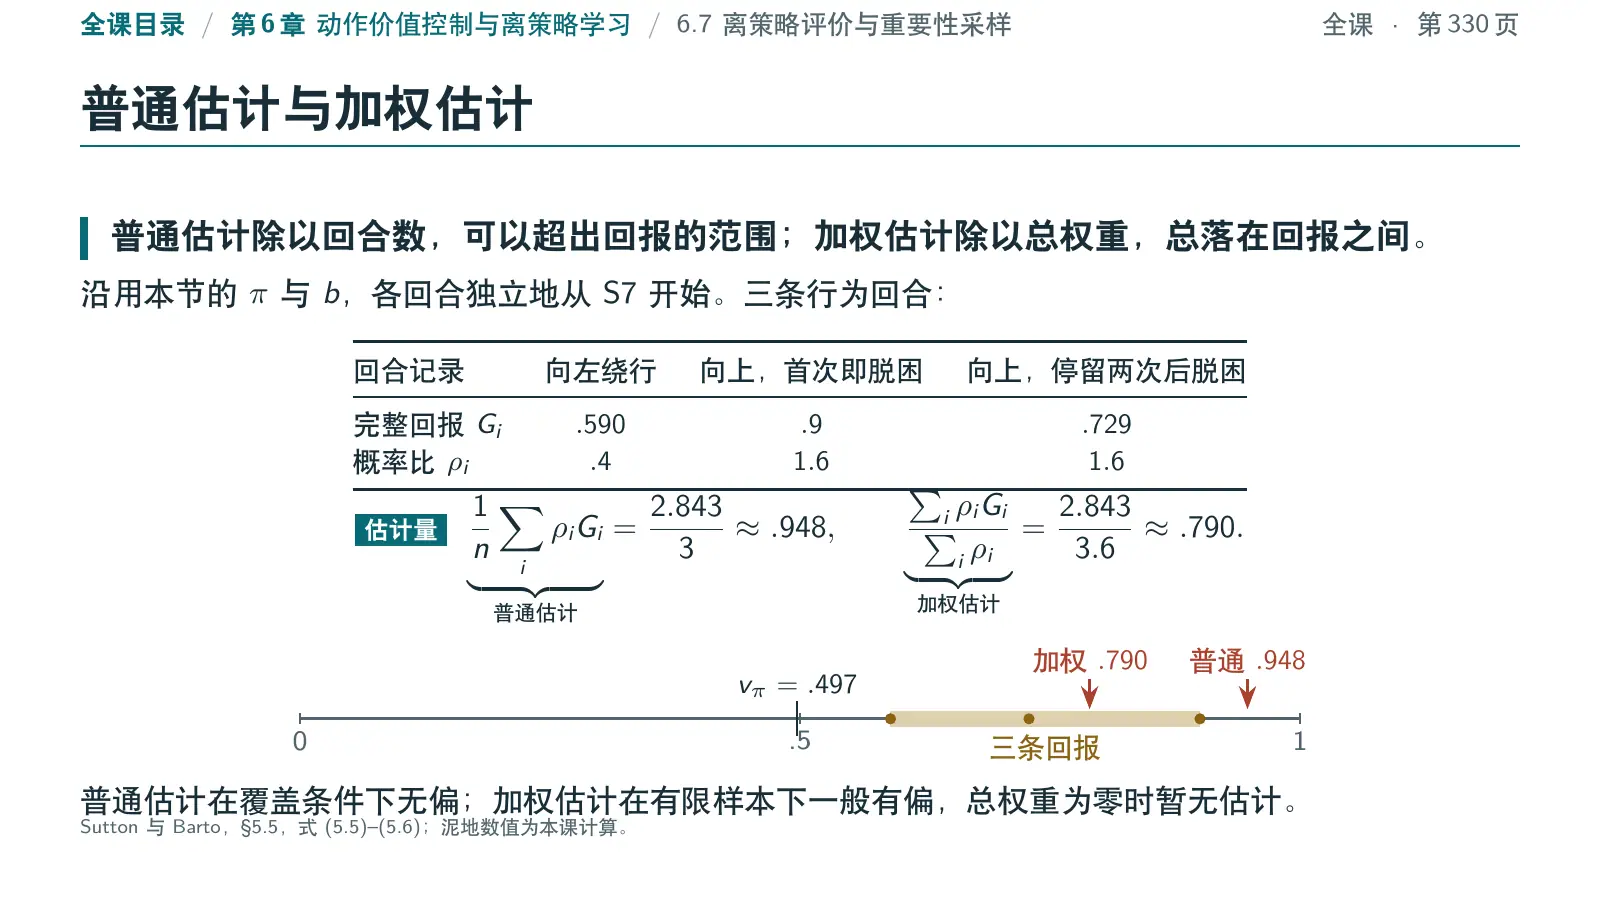 全课目录 / 第 6 章 动作价值控制与离策略学习 / 6.7 离策略评价与重要性采样 全课 · 第 330 页
普通估计与加权估计
普通估计除以回合数，可以超出回报的范围；加权估计除以总权重，总落在回报之间。
沿用本节的 π 与 b，各回合独立地从 S7 开始。三条行为回合：
回合记录 向左绕行 向上，首次即脱困 向上，停留两次后脱困
完整回报 G_i .590 .9 .729
概率比 ρ_i .4 1.6 1.6
估计量 \frac{1}{n} \sum_i ρ_i G_i = \frac{2.843}{3} ≈ .948, \frac{\sum_i ρ_i G_i}{\sum_i ρ_i} = \frac{2.843}{3.6} ≈ .790.
普通估计 加权估计
加权 .790 普通 .948
v_π = .497
0 .5 1
三条回报
普通估计在覆盖条件下无偏；加权估计在有限样本下一般有偏，总权重为零时暂无估计。
Sutton 与 Barto，§5.5，式 (5.5)–(5.6)；泥地数值为本课计算。